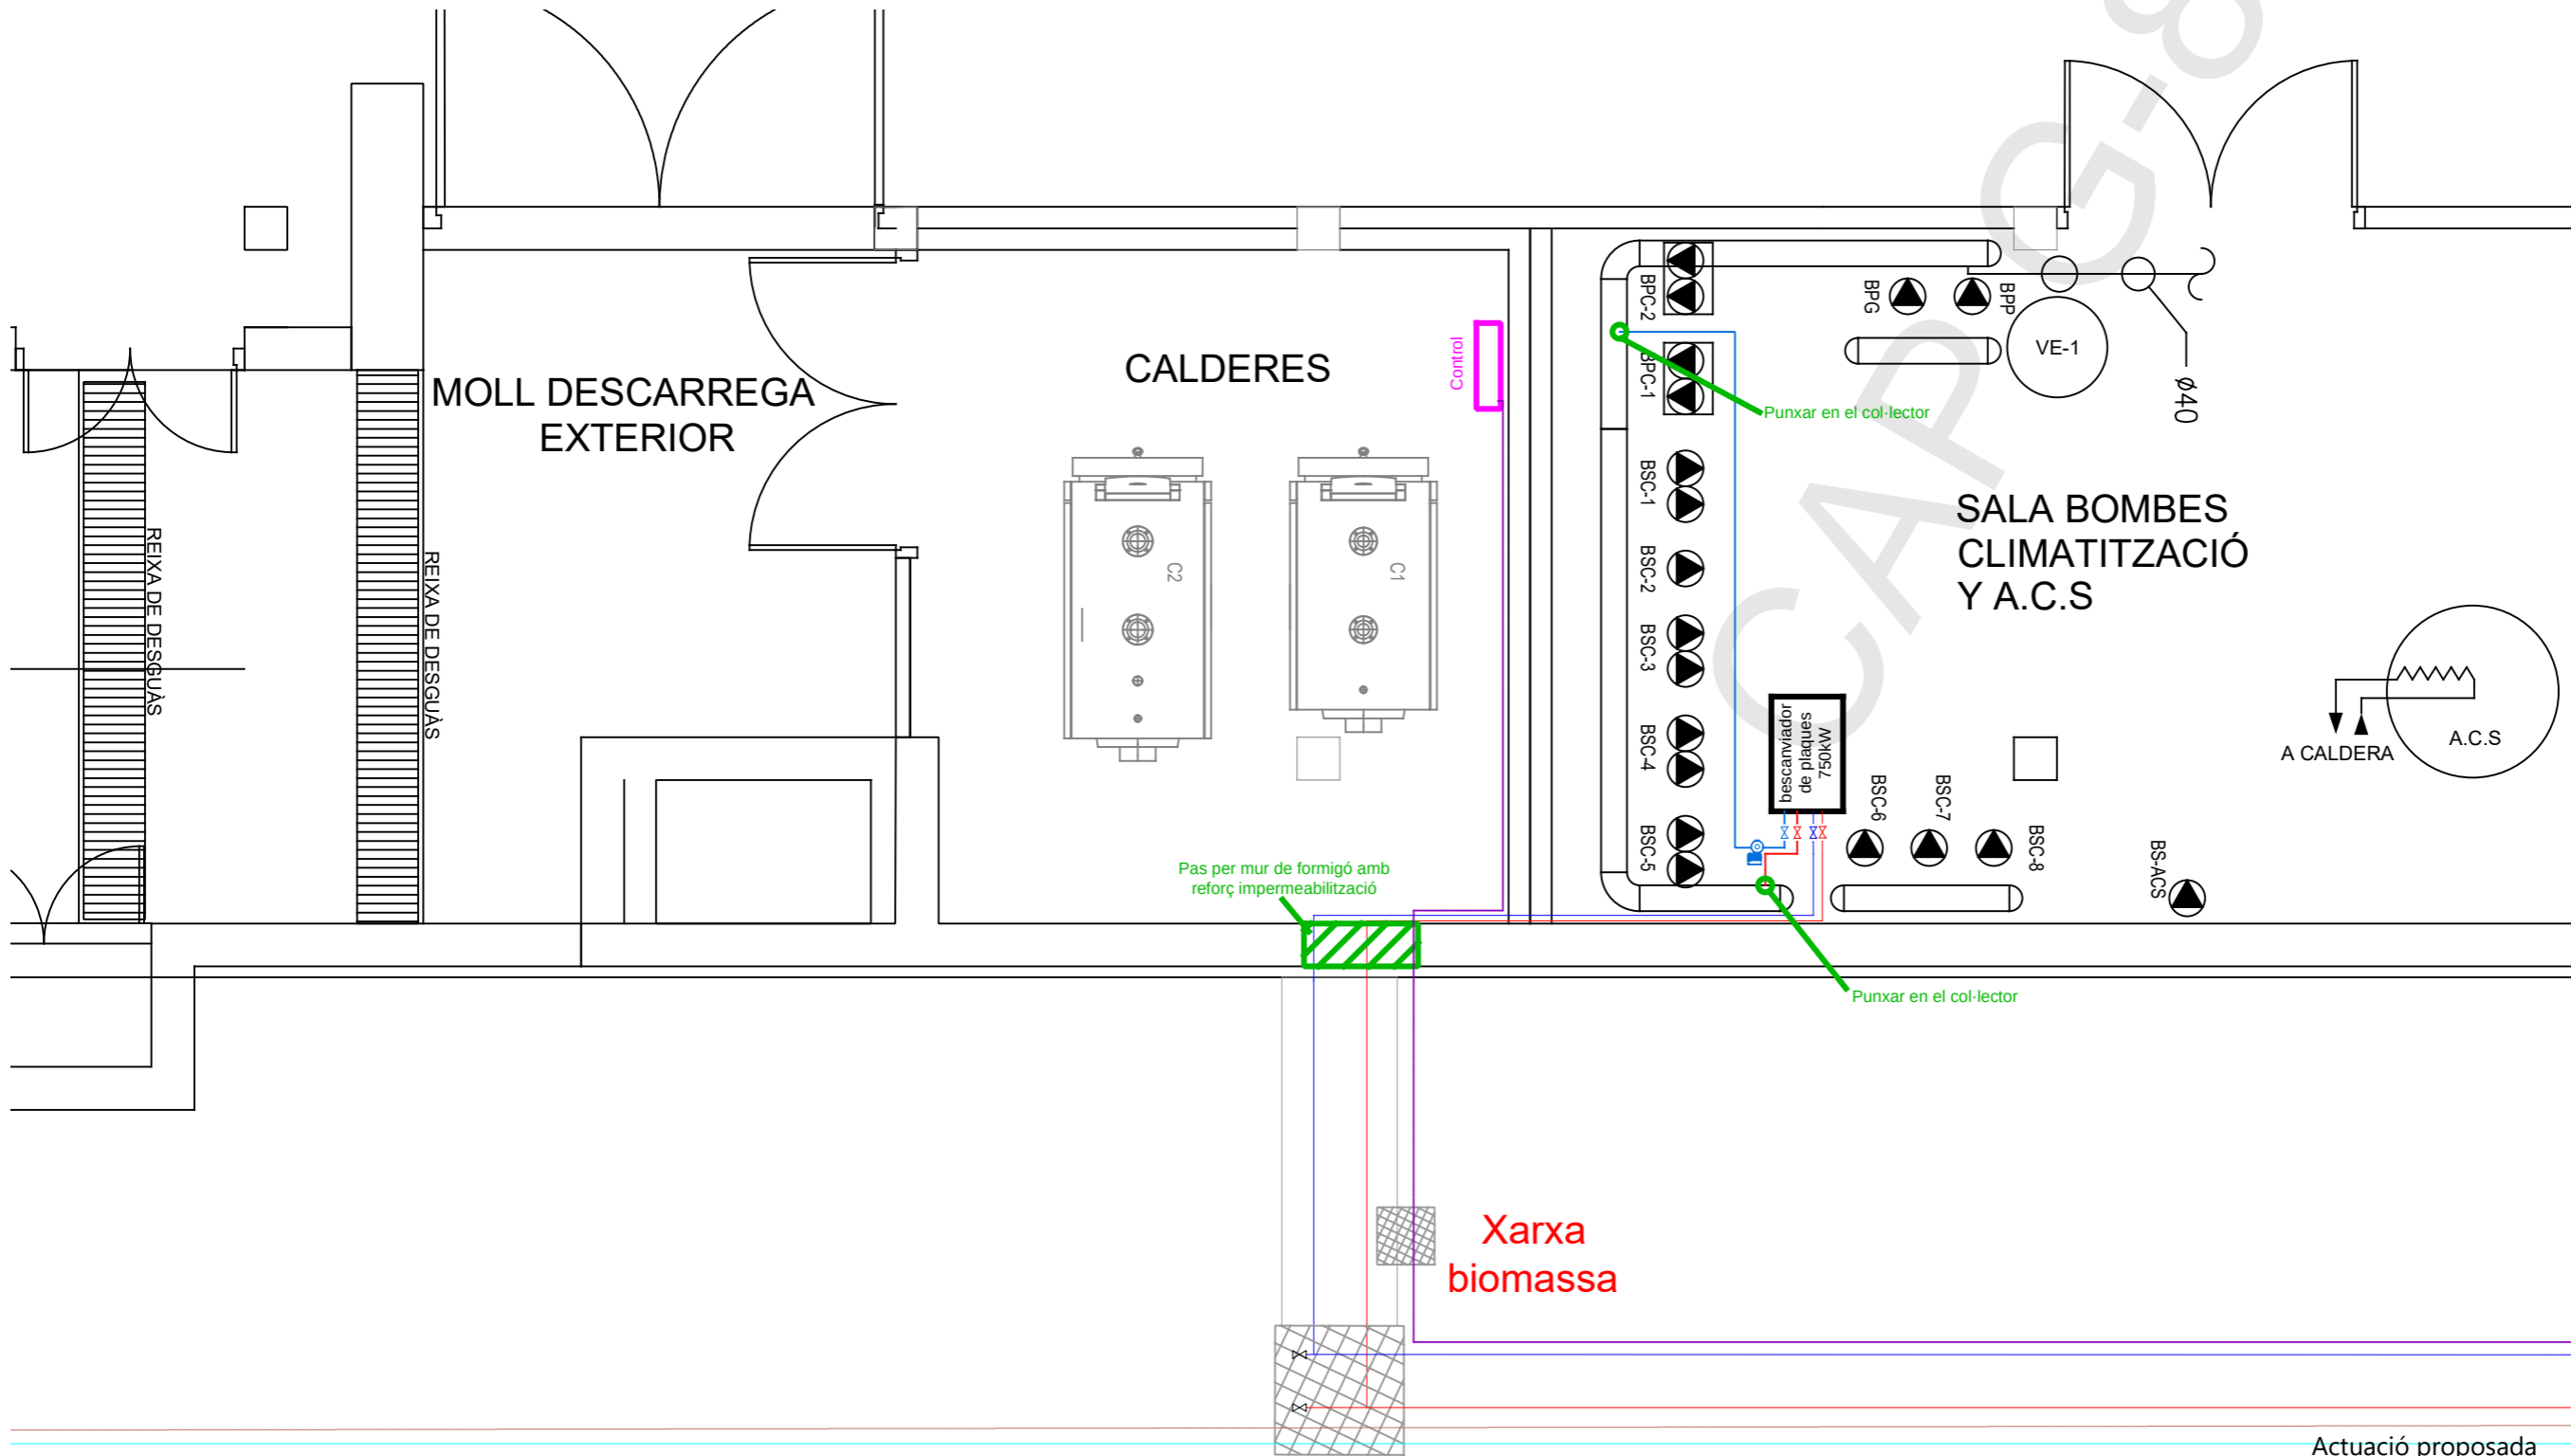 CAP G-8
MOLL DESCARREGA
EXTERIOR
REIXA DE DESGUÀS
REIXA DE DESGUÀS
CALDERES
Control
C2
C1
Pas per mur de formigó amb
reforç impermeabilització
BPC-2
BPC-1
BSC-1
BSC-2
BSC-3
BSC-4
BSC-5
BPG
BPP
VE-1
Ø40
Punxar en el col·lector
SALA BOMBES
CLIMATITZACIÓ
Y A.C.S
bescanviador
de plaques
750kW
BSC-6
BSC-7
BSC-8
BS-ACS
A CALDERA
A.C.S
Punxar en el col·lector
Xarxa
biomassa
Actuació proposada